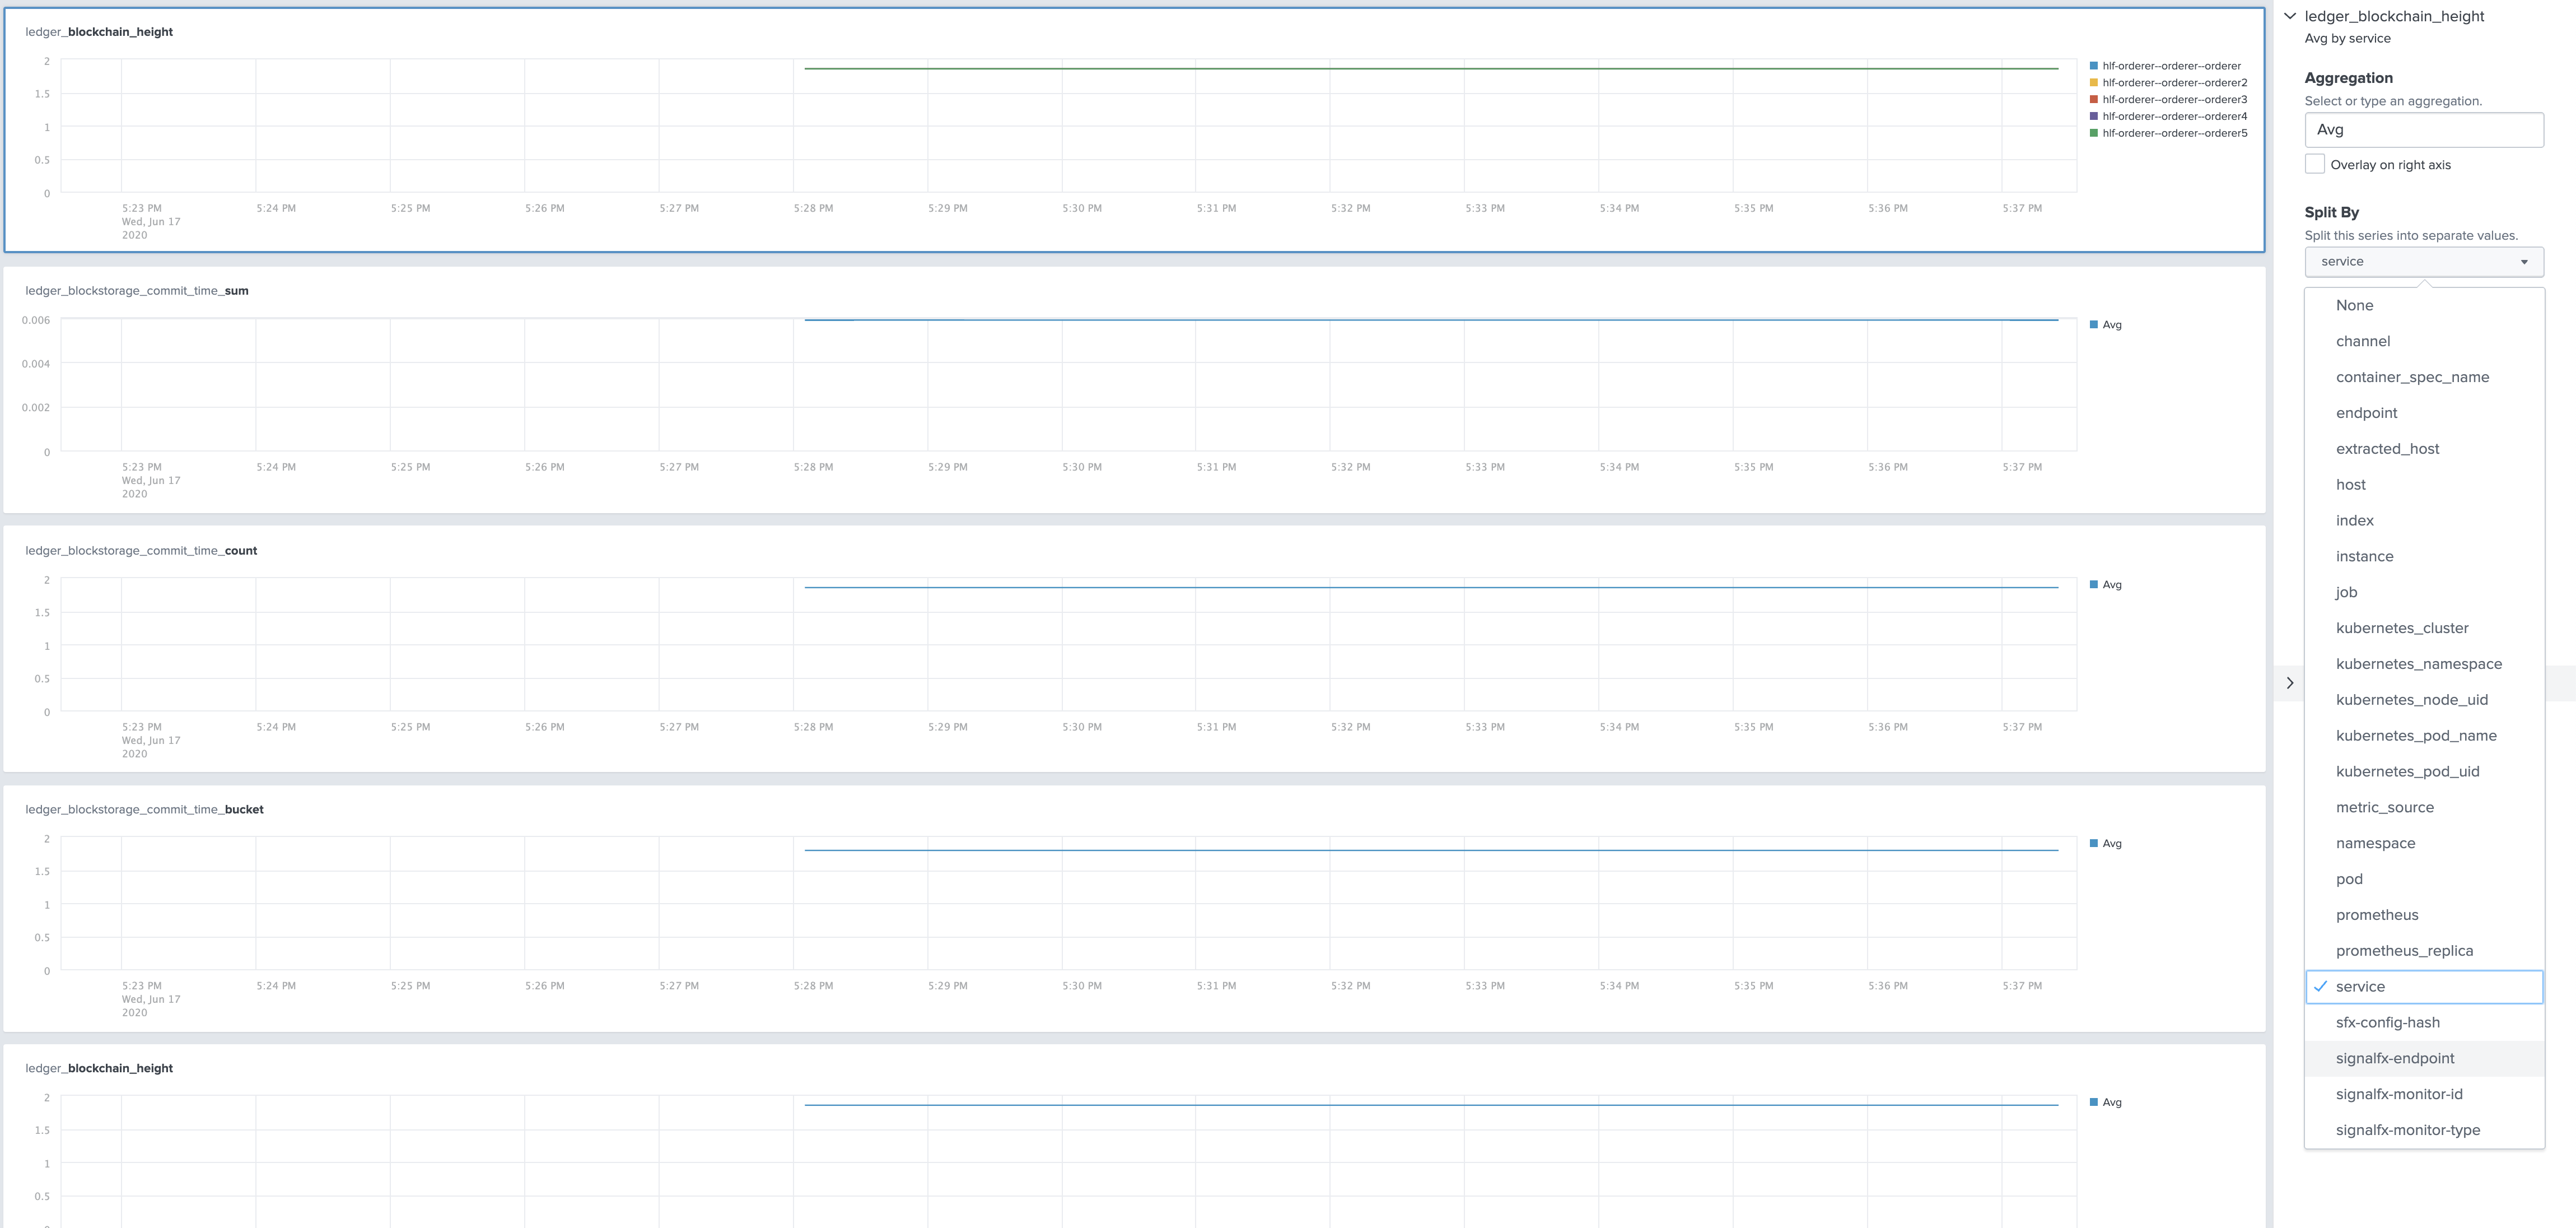 ledger_blockchain_height
2
1.5
1
0.5
0
5:23 PM 5:24 PM 5:25 PM 5:26 PM 5:27 PM 5:28 PM 5:29 PM 5:30 PM 5:31 PM 5:32 PM 5:33 PM 5:34 PM 5:35 PM 5:36 PM 5:37 PM
Wed, Jun 17
2020
hlf-orderer--orderer--orderer
hlf-orderer--orderer--orderer2
hlf-orderer--orderer--orderer3
hlf-orderer--orderer--orderer4
hlf-orderer--orderer--orderer5
ledger_blockstorage_commit_time_sum
0.006
0.004
0.002
0
5:23 PM 5:24 PM 5:25 PM 5:26 PM 5:27 PM 5:28 PM 5:29 PM 5:30 PM 5:31 PM 5:32 PM 5:33 PM 5:34 PM 5:35 PM 5:36 PM 5:37 PM
Wed, Jun 17
2020
Avg
ledger_blockstorage_commit_time_count
2
1.5
1
0.5
0
5:23 PM 5:24 PM 5:25 PM 5:26 PM 5:27 PM 5:28 PM 5:29 PM 5:30 PM 5:31 PM 5:32 PM 5:33 PM 5:34 PM 5:35 PM 5:36 PM 5:37 PM
Wed, Jun 17
2020
Avg
ledger_blockstorage_commit_time_bucket
2
1.5
1
0.5
0
5:23 PM 5:24 PM 5:25 PM 5:26 PM 5:27 PM 5:28 PM 5:29 PM 5:30 PM 5:31 PM 5:32 PM 5:33 PM 5:34 PM 5:35 PM 5:36 PM 5:37 PM
Wed, Jun 17
2020
Avg
ledger_blockchain_height
2
1.5
1
0.5
Avg
ledger_blockchain_height
Avg by service
Aggregation
Select or type an aggregation.
Avg
Overlay on right axis
Split By
Split this series into separate values.
service
None
channel
container_spec_name
endpoint
extracted_host
host
index
instance
job
kubernetes_cluster
kubernetes_namespace
kubernetes_node_uid
kubernetes_pod_name
kubernetes_pod_uid
metric_source
namespace
pod
prometheus
prometheus_replica
service
sfx-config-hash
signalfx-endpoint
signalfx-monitor-id
signalfx-monitor-type